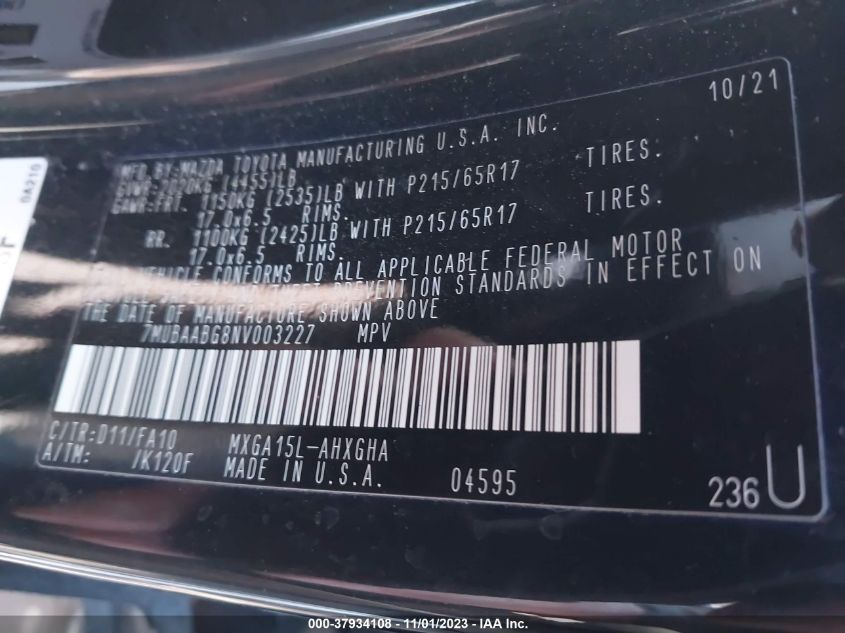 10/21
MFG.BY:MAZDA TOYOTA MANUFACTURING U.S.A. INC.
GVWR:2020KG (4455)LB
GAWR:FRT. 1150KG (2535)LB WITH P215/65R17 TIRES.
17.0x6.5 RIMS.
RR. 1100KG (2425)LB WITH P215/65R17 TIRES.
17.0x6.5 RIMS.
VEHICLE CONFORMS TO ALL APPLICABLE FEDERAL MOTOR
PREVENTION STANDARDS IN EFFECT ON
THE DATE OF MANUFACTURE SHOWN ABOVE
7MUBAABG8NV003227 MPV
C/TR:D11/FA10 MXGA15L-AHXGHA
A/TM: /K120F MADE IN U.S.A. 04595
236U
0A210
000-37934108 - 11/01/2023 - IAA Inc.